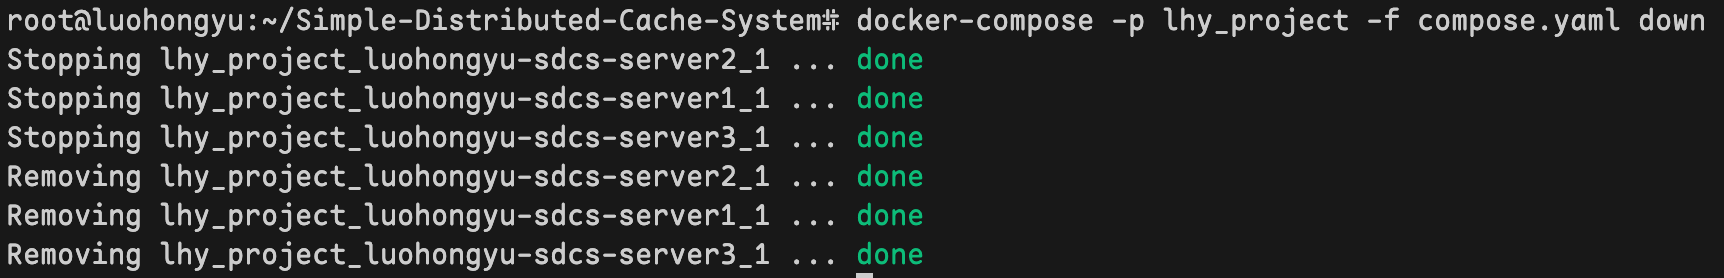 root@luohongyu:~/Simple-Distributed-Cache-System# docker-compose -p lhy_project -f compose.yaml down
Stopping lhy_project_luohongyu-sdcs-server2_1 ... done
Stopping lhy_project_luohongyu-sdcs-server1_1 ... done
Stopping lhy_project_luohongyu-sdcs-server3_1 ... done
Removing lhy_project_luohongyu-sdcs-server2_1 ... done
Removing lhy_project_luohongyu-sdcs-server1_1 ... done
Removing lhy_project_luohongyu-sdcs-server3_1 ... done